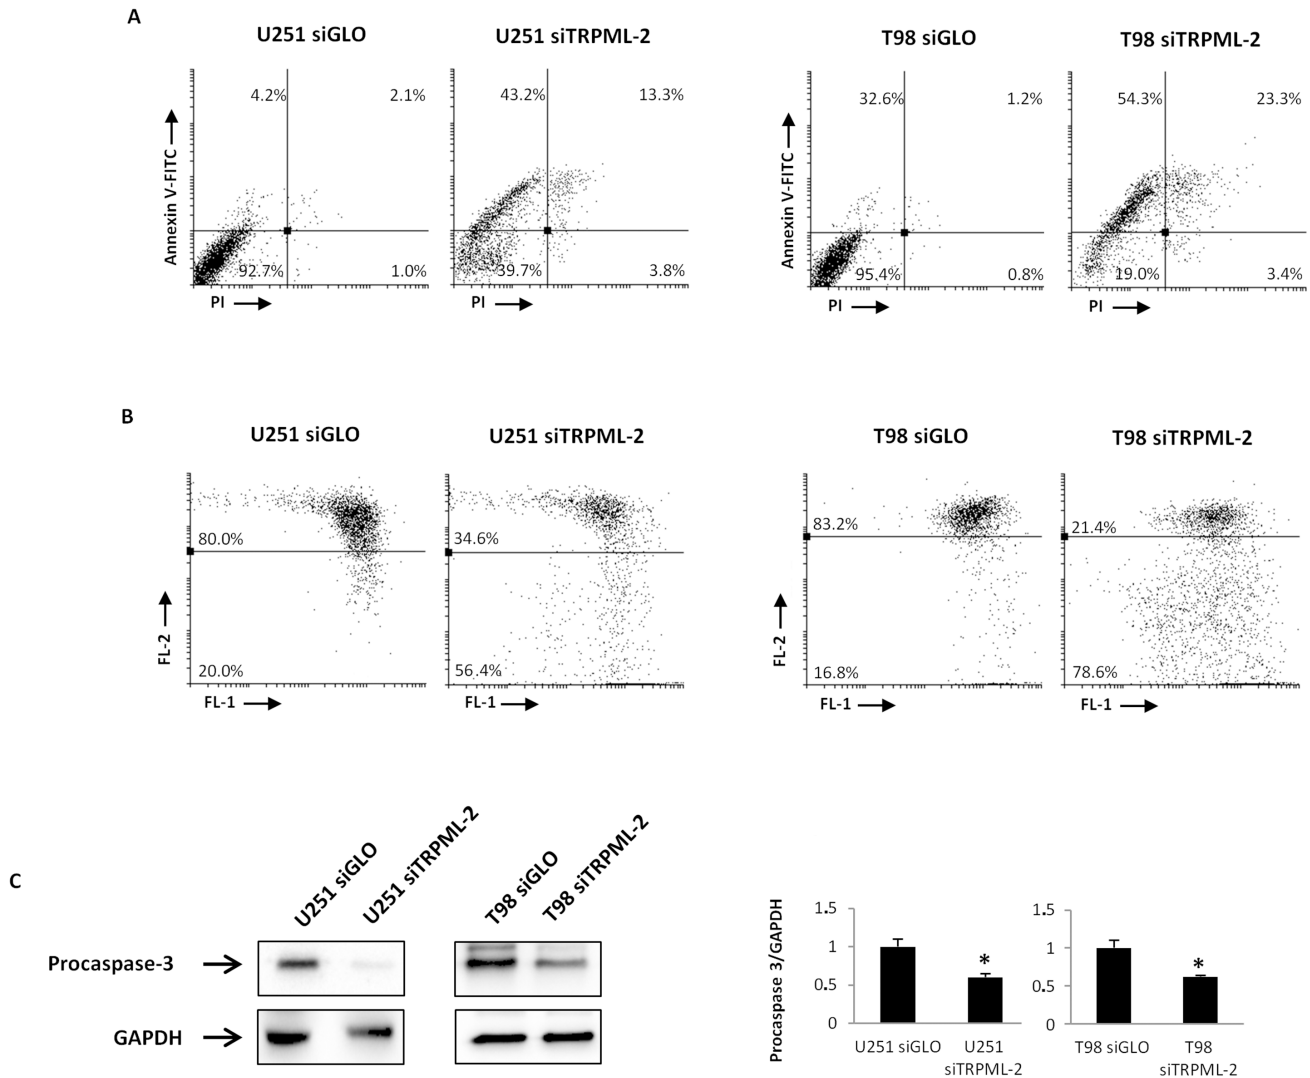 A
U251 siGLO
U251 siTRPML-2
T98 siGLO
T98 siTRPML-2
Annexin V-FITC
4.2%
2.1%
92.7%
1.0%
PI
43.2%
13.3%
39.7%
3.8%
PI
Annexin V-FITC
32.6%
1.2%
95.4%
0.8%
PI
54.3%
23.3%
19.0%
3.4%
PI
B
U251 siGLO
U251 siTRPML-2
T98 siGLO
T98 siTRPML-2
FL-2
80.0%
20.0%
FL-1
34.6%
56.4%
FL-1
FL-2
83.2%
16.8%
FL-1
21.4%
78.6%
FL-1
C
U251 siGLO
U251 siTRPML-2
T98 siGLO
T98 siTRPML-2
Procaspase-3
GAPDH
Procaspase 3/GAPDH
1.5
1
0.5
0
*
U251 siGLO
U251
siTRPML-2
1.5
1
0.5
0
*
T98 siGLO
T98
siTRPML-2